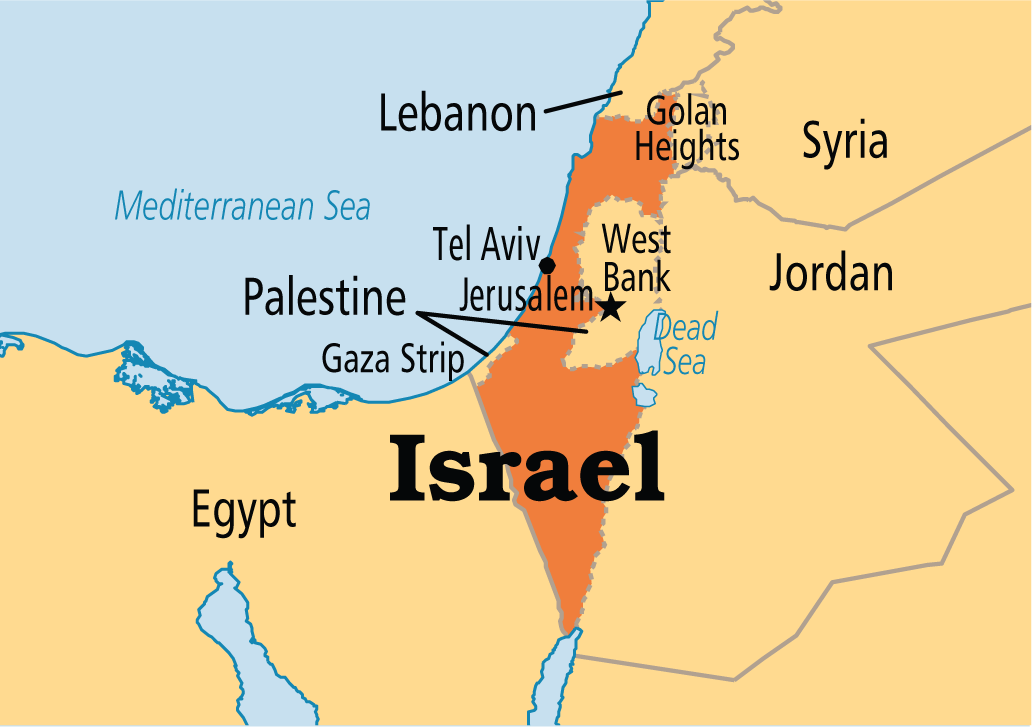 Lebanon
Golan
Heights
Syria
Mediterranean Sea
Tel Aviv
West
Bank
Jordan
Palestine
Jerusalem
Dead
Sea
Gaza Strip
Israel
Egypt